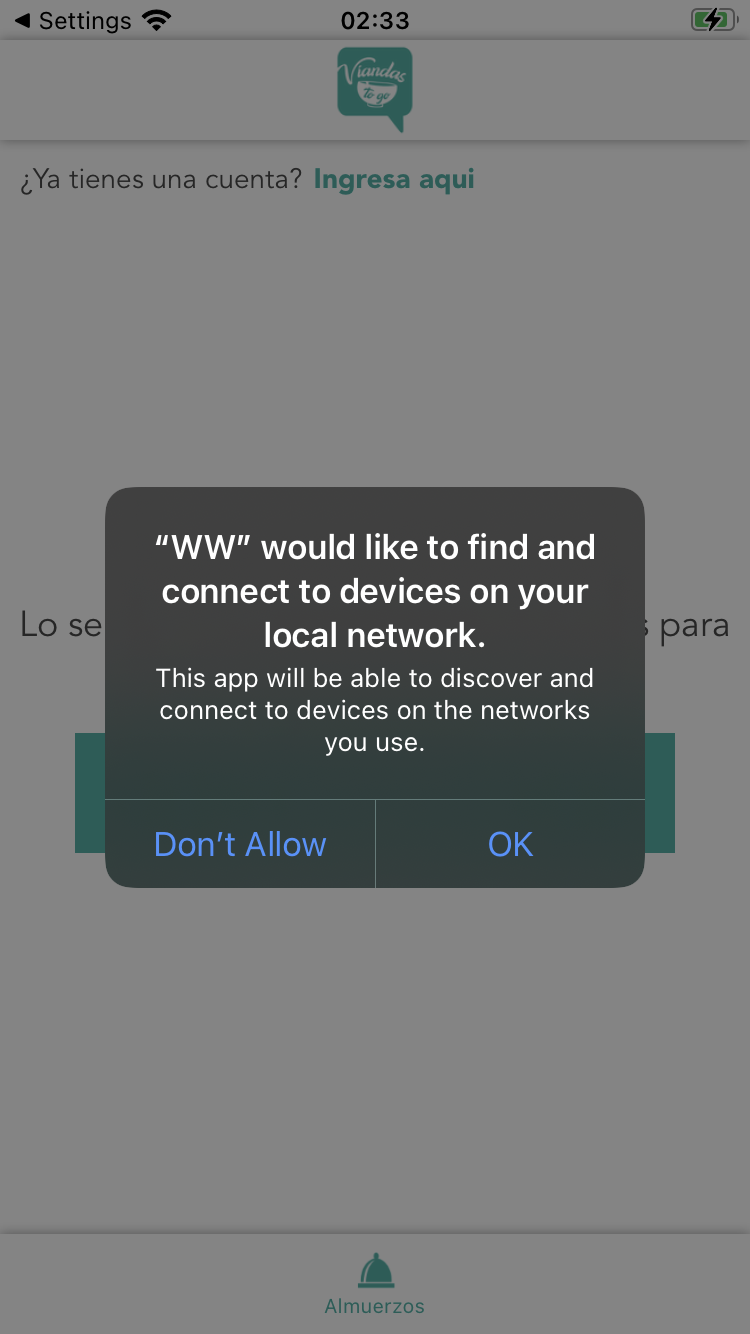 Settings
02:33
Viandas
to go
¿Ya tienes una cuenta? Ingresa aqui
“WW” would like to find and
connect to devices on your
local network.
This app will be able to discover and
connect to devices on the networks
you use.
Lo se para
Don’t Allow OK
Almuerzos